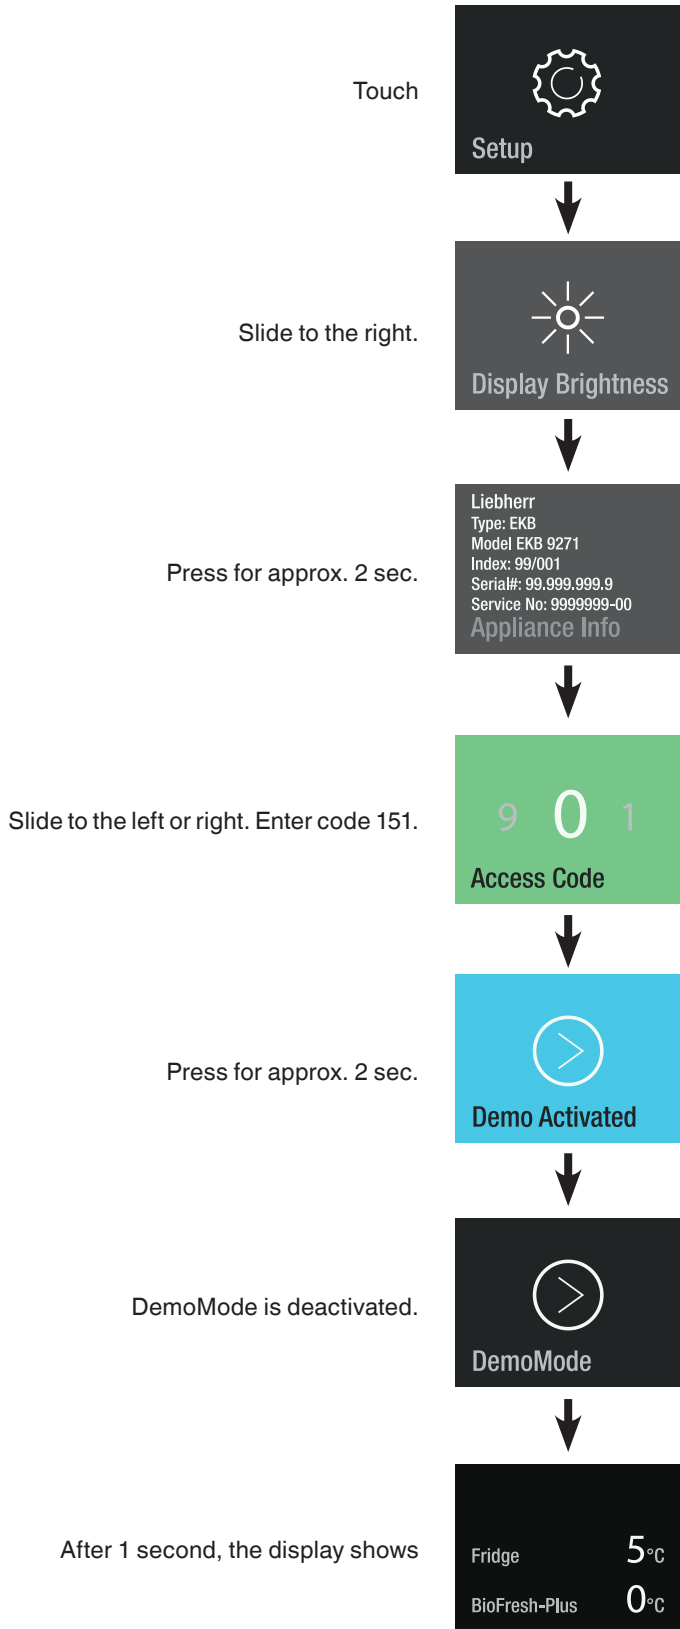 Touch
Setup
Slide to the right.
Display Brightness
Liebherr
Type: EKB
Model EKB 9271
Index: 99/001
Serial#: 99.999.999.9
Service No: 9999999-00
Appliance Info
Press for approx. 2 sec.
Slide to the left or right. Enter code 151.
9 0 1
Access Code
Press for approx. 2 sec.
Demo Activated
DemoMode is deactivated.
DemoMode
After 1 second, the display shows
Fridge 5°C
BioFresh-Plus 0°C